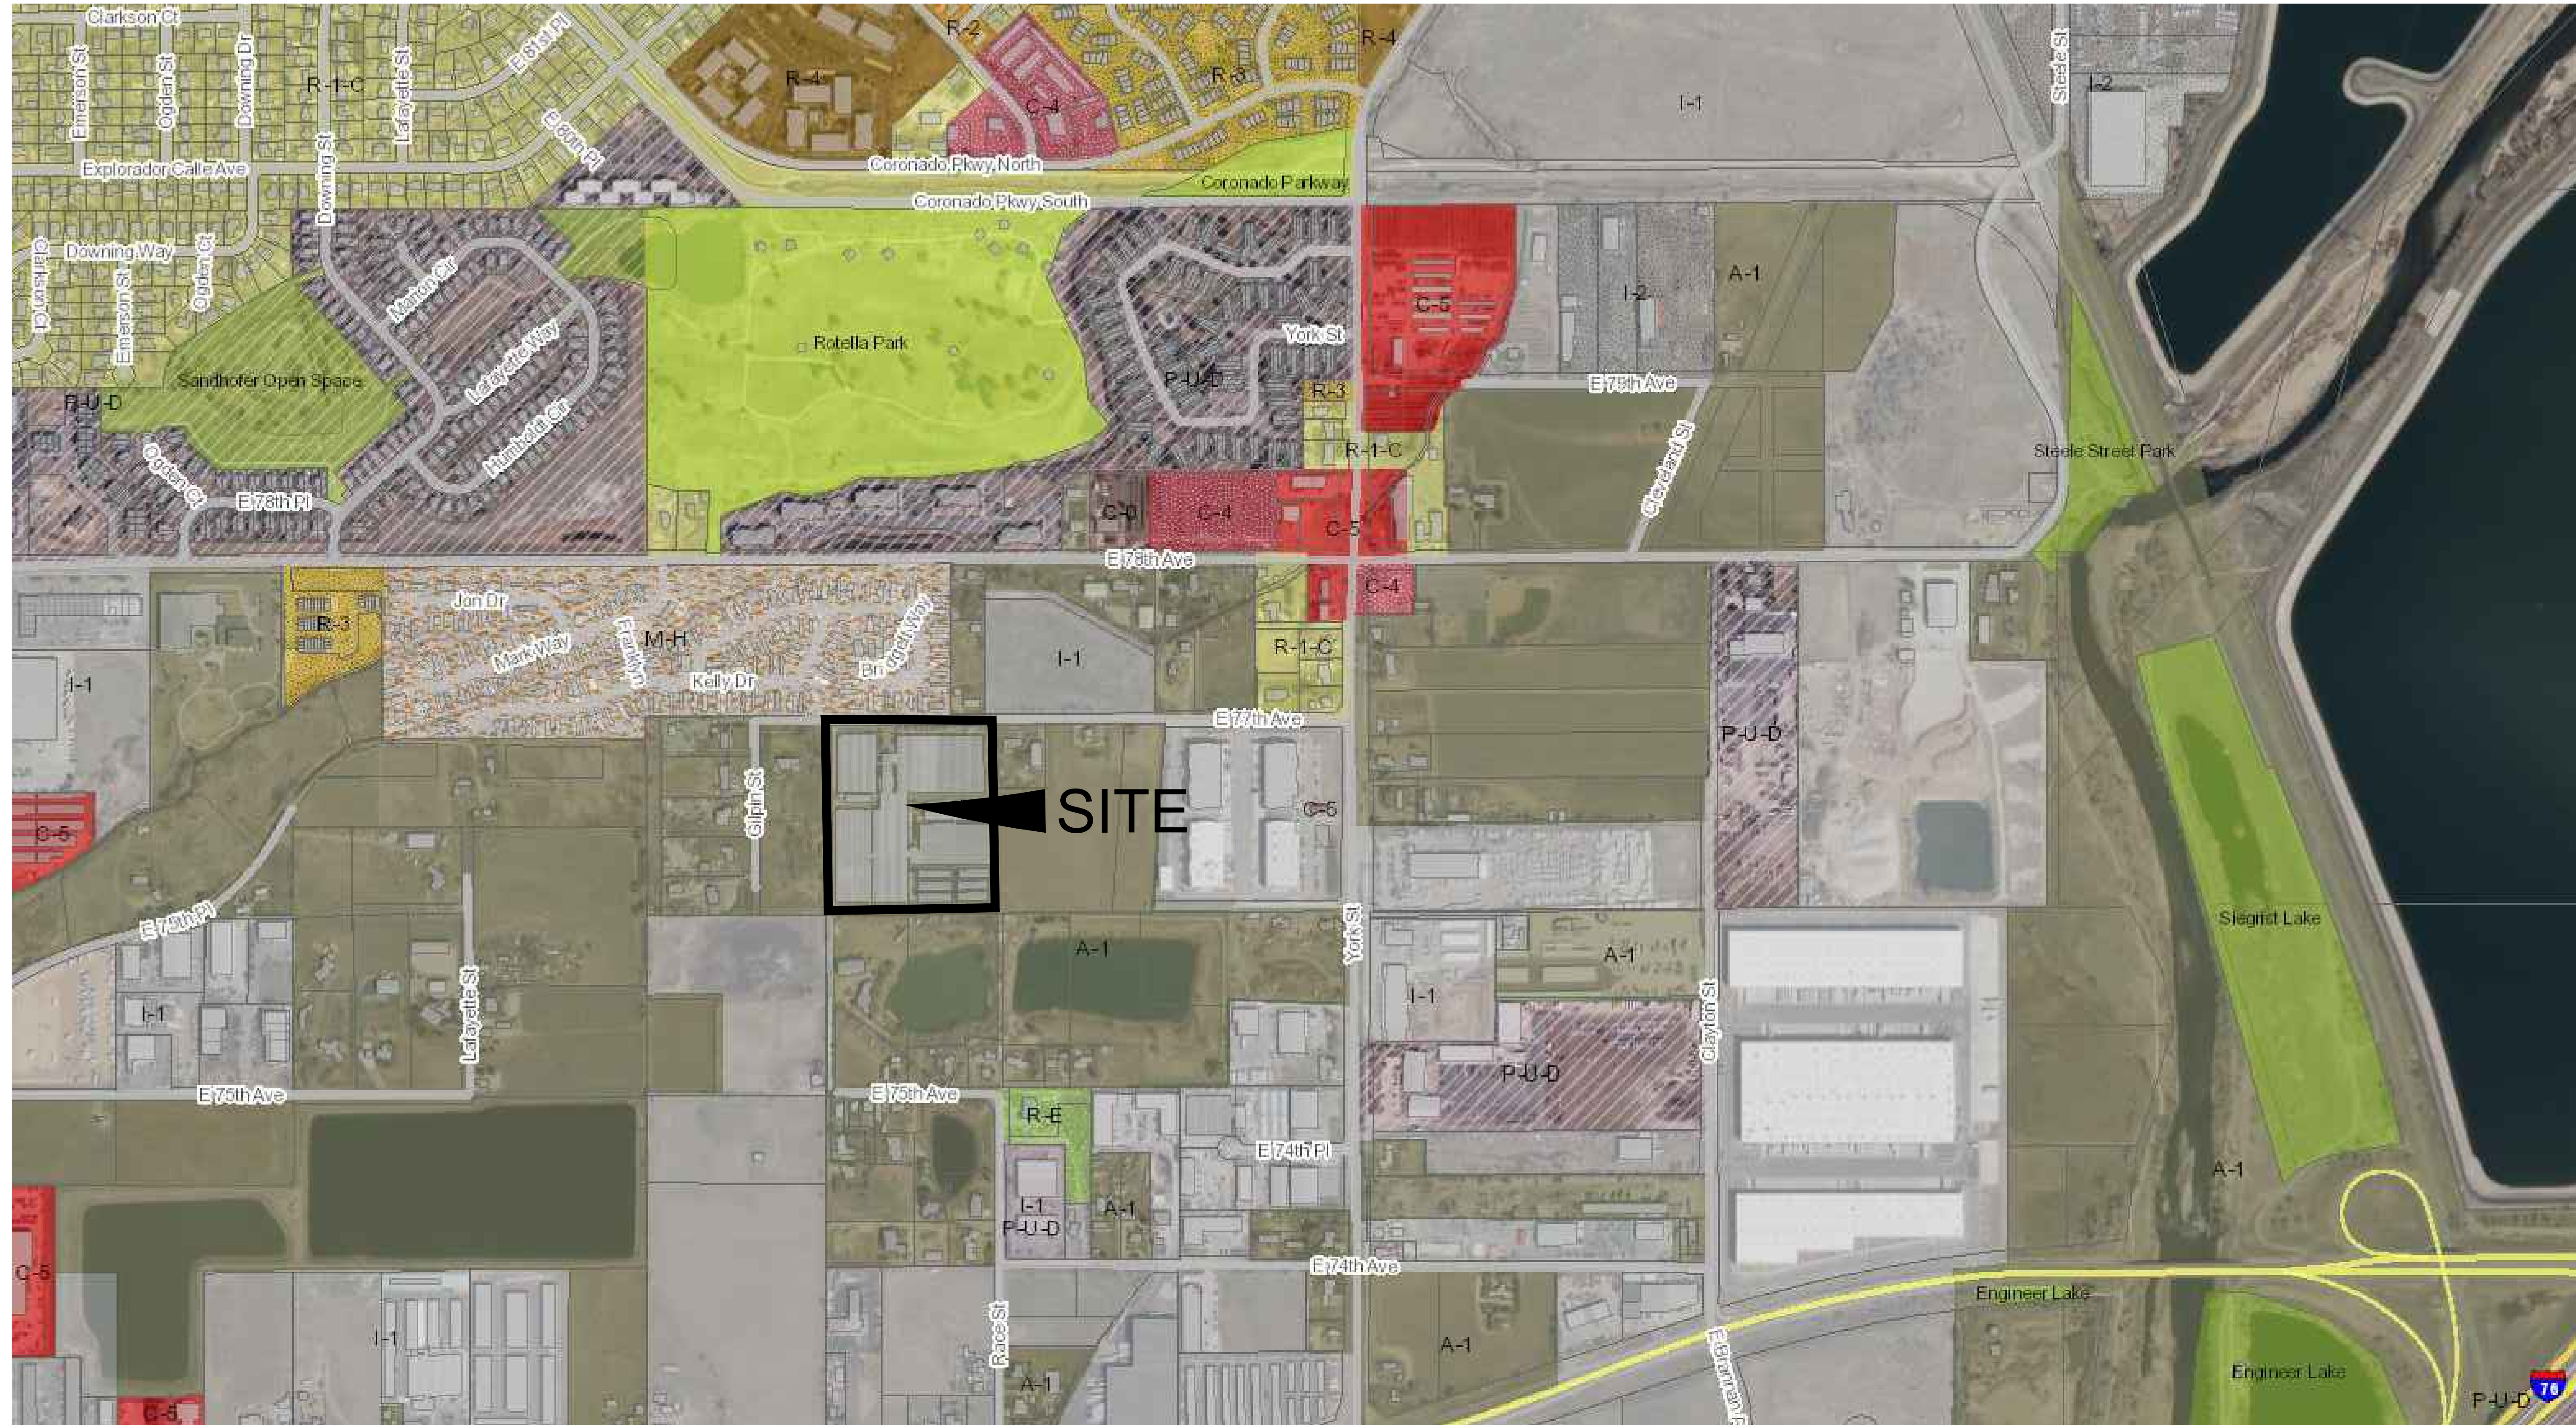 Clarkson Ct
Emerson St
Ogden St
Downing Dr
R-1-C
Lafayette St
E 81st Pl
R-4
R-2
C-4
R-3
R-4
I-1
Steele St
I-2
E 80th Pl
Explorador Calle Ave
Downing St
Coronado Pkwy North
Coronado Parkway
Coronado Pkwy South
Clarkson Ct
Downing Way
Emerson St
Ogden Ct
Marion Cir
Lafayette Way
Humboldt Cir
Sandhofer Open Space
P-U-D
Rotella Park
P-U-D
York St
R-3
C-5
I-2
A-1
E 79th Ave
R-1-C
Cleveland St
Steele Street Park
Ogden Ct
E 78th Pl
C-0
C-4
C-5
E 78th Ave
C-4
R-3
Jan Dr
Mark Way
Franklyn
M-H
Kelly Dr
Bridgett Way
I-1
R-1-C
I-1
E 77th Ave
P-U-D
Gilpin St
SITE
C-5
C-5
E 75th Pl
Lafayette St
A-1
York St
A-1
Siegrist Lake
I-1
I-1
Clayton St
P-U-D
E 75th Ave
E 75th Ave
R-E
E 74th Pl
A-1
I-1
P-U-D
A-1
C-5
E 74th Ave
Engineer Lake
I-1
Race St
A-1
A-1
Engineer Lake
C-5
P-U-D
76